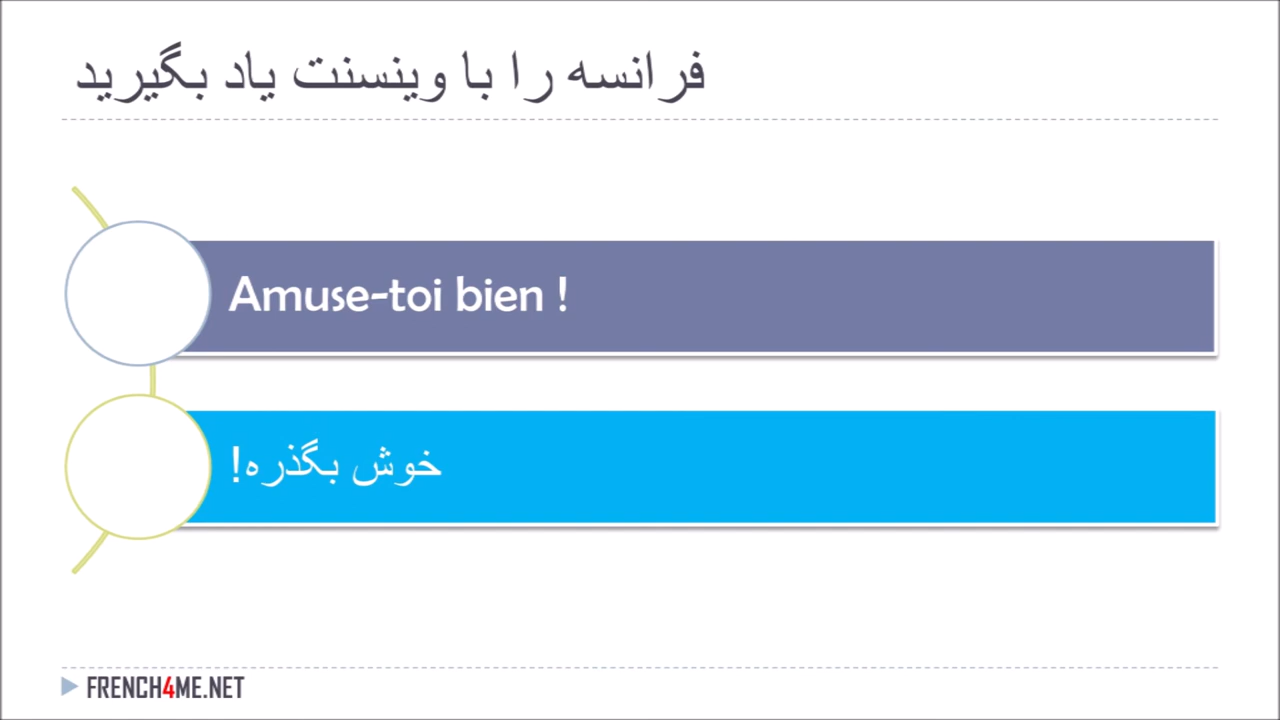 فرانسه را با وینسنت یاد بگیرید
Amuse-toi bien !
خوش بگذره!
FRENCH4ME.NET